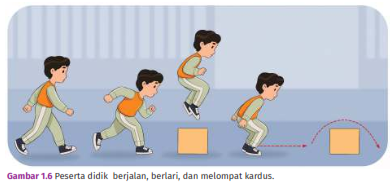 Gambar 1.6 Peserta didik berjalan, berlari, dan melompat kardus.